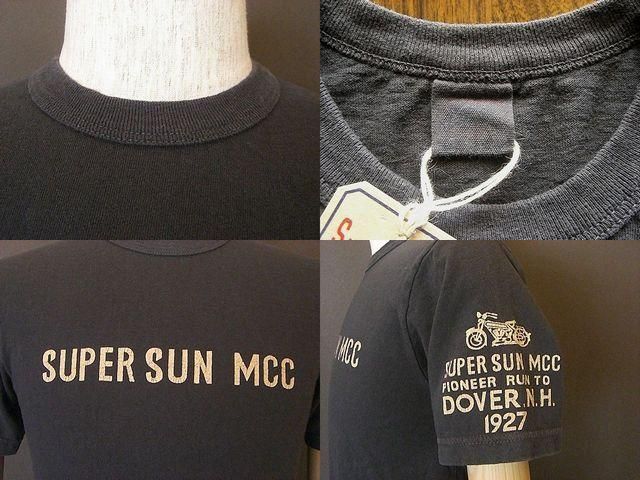 SUPER SUN MCC
MCC
SUPER SUN MCC
PIONEER RUN TO
DOVER, N.H.
1927